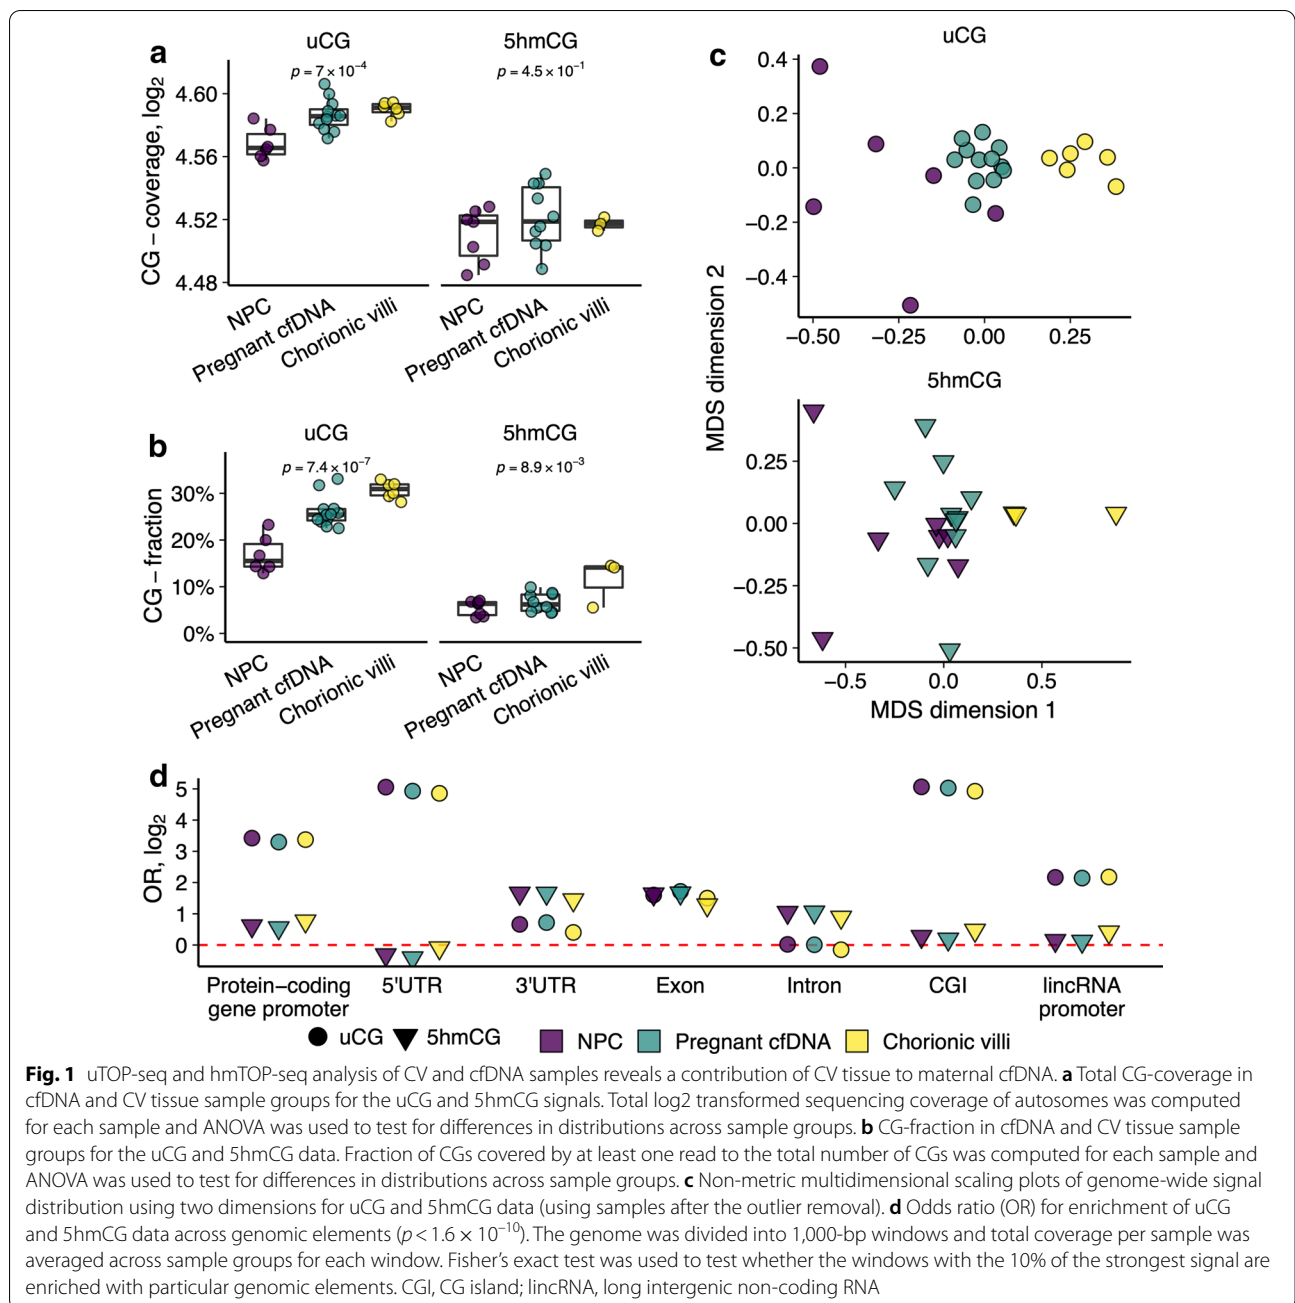 a
uCG
5hmCG
p = 7 × 10⁻⁴
p = 4.5 × 10⁻¹
CG – coverage, log₂
4.60
4.56
4.52
4.48
NPC
Pregnant cfDNA
Chorionic villi
NPC
Pregnant cfDNA
Chorionic villi
b
uCG
5hmCG
p = 7.4 × 10⁻⁷
p = 8.9 × 10⁻³
CG – fraction
30%
20%
10%
0%
NPC
Pregnant cfDNA
Chorionic villi
NPC
Pregnant cfDNA
Chorionic villi
c
uCG
0.4
0.2
0.0
−0.2
−0.4
−0.50 −0.25 0.00 0.25
MDS dimension 2
5hmCG
0.25
0.00
−0.25
−0.50
−0.5 0.0 0.5
MDS dimension 1
d
OR, log₂
5
4
3
2
1
0
Protein−coding
gene promoter
5'UTR
3'UTR
Exon
Intron
CGI
lincRNA
promoter
uCG 5hmCG NPC Pregnant cfDNA Chorionic villi
Fig. 1 uTOP-seq and hmTOP-seq analysis of CV and cfDNA samples reveals a contribution of CV tissue to maternal cfDNA. a Total CG-coverage in
cfDNA and CV tissue sample groups for the uCG and 5hmCG signals. Total log2 transformed sequencing coverage of autosomes was computed
for each sample and ANOVA was used to test for differences in distributions across sample groups. b CG-fraction in cfDNA and CV tissue sample
groups for the uCG and 5hmCG data. Fraction of CGs covered by at least one read to the total number of CGs was computed for each sample and
ANOVA was used to test for differences in distributions across sample groups. c Non-metric multidimensional scaling plots of genome-wide signal
distribution using two dimensions for uCG and 5hmCG data (using samples after the outlier removal). d Odds ratio (OR) for enrichment of uCG
and 5hmCG data across genomic elements (p < 1.6 × 10⁻¹⁰). The genome was divided into 1,000-bp windows and total coverage per sample was
averaged across sample groups for each window. Fisher's exact test was used to test whether the windows with the 10% of the strongest signal are
enriched with particular genomic elements. CGI, CG island; lincRNA, long intergenic non-coding RNA